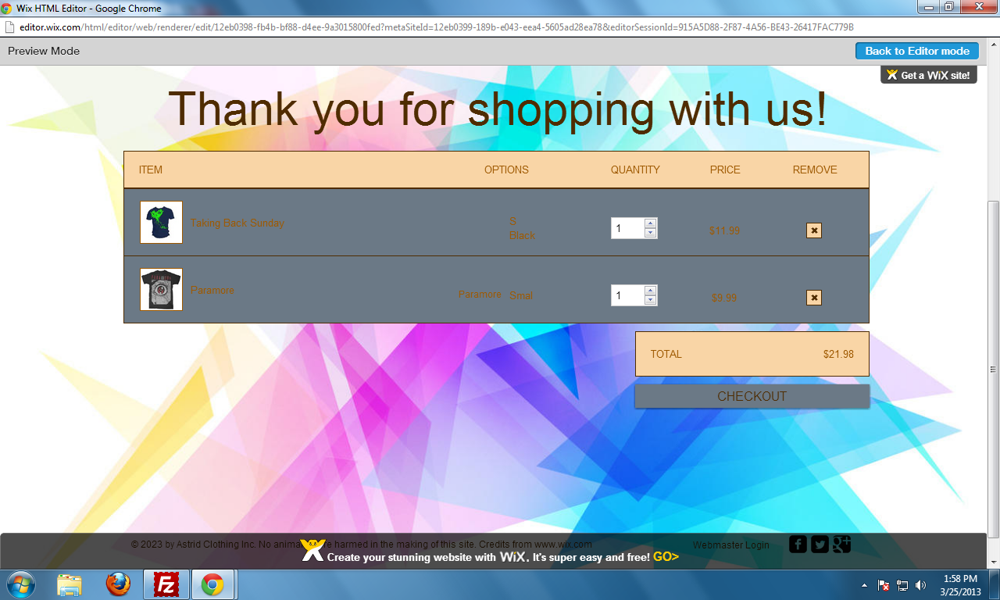 Wix HTML Editor - Google Chrome
editor.wix.com/html/editor/web/renderer/edit/12eb0398-fb4b-bf88-d4ee-9a3015800fed?metaSiteId=12eb0399-189b-e043-eea4-5605ad28ea78&editorSessionId=915A5D88-2F87-4A56-BE43-26417FAC779B
Preview Mode
Back to Editor mode
Get a WiX site!
Thank you for shopping with us!
ITEM OPTIONS QUANTITY PRICE REMOVE
Taking Back Sunday S Black 1 $11.99
Paramore Paramore Smal 1 $9.99
TOTAL $21.98
CHECKOUT
© 2023 by Astrid Clothing Inc. No harmed in the making of this site. Credits from www.wix.com Webmaster Login
Create your stunning website with WiX. It's super easy and free! GO>
1:58 PM
3/25/2013